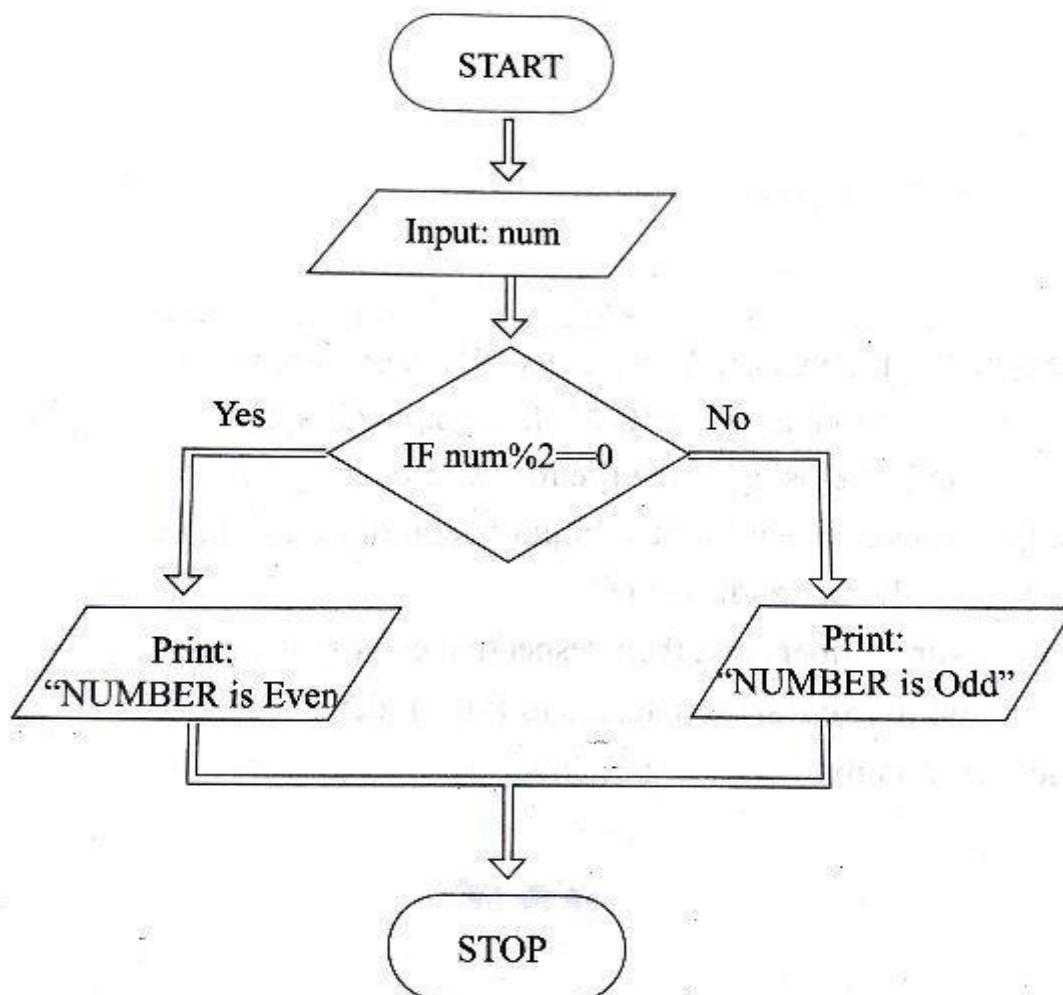 START
Input: num
Yes
No
IF num%2==0
Print:
“NUMBER is Even
Print:
“NUMBER is Odd”
STOP